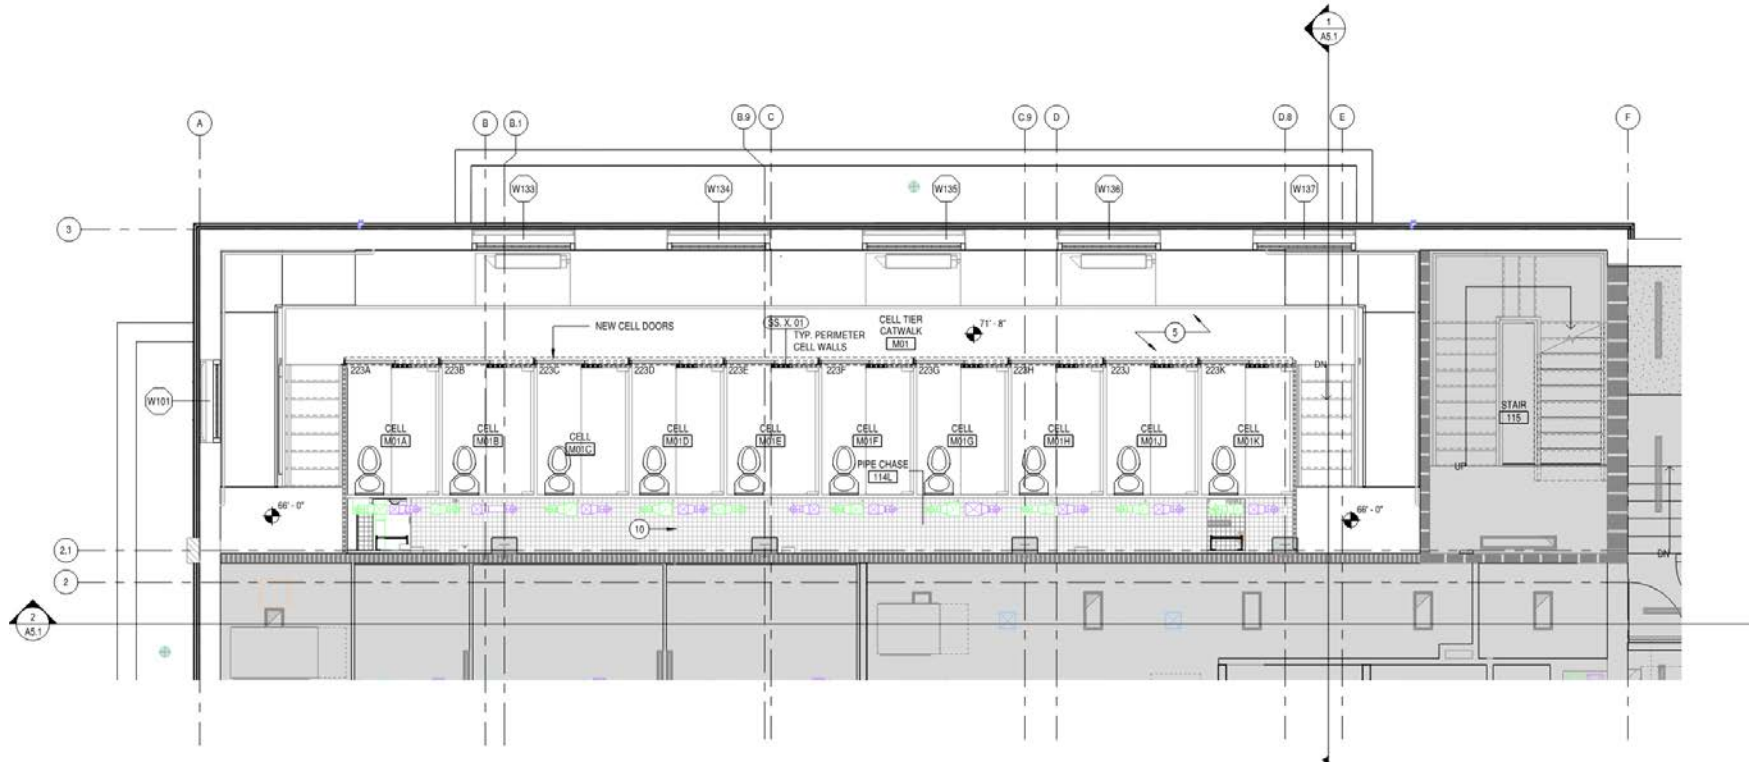 1
A5.1
A
B
B.1
B.9
C
C.9
D
D.8
E
F
W133
W134
W135
W136
W137
3
NEW CELL DOORS
SS. X. 01
TYP. PERIMETER
CELL WALLS
CELL TIER
CATWALK
M01
71' - 8"
5
223A
223B
223C
223D
223E
223F
223G
223H
223J
223K
DN
W101
STAIR
115
CELL
M01A
CELL
M01B
CELL
M01C
CELL
M01D
CELL
M01E
CELL
M01F
CELL
M01G
CELL
M01H
CELL
M01J
CELL
M01K
PIPE CHASE
114L
UP
66' - 0"
10
66' - 0"
2.1
DN
2
2
A5.1